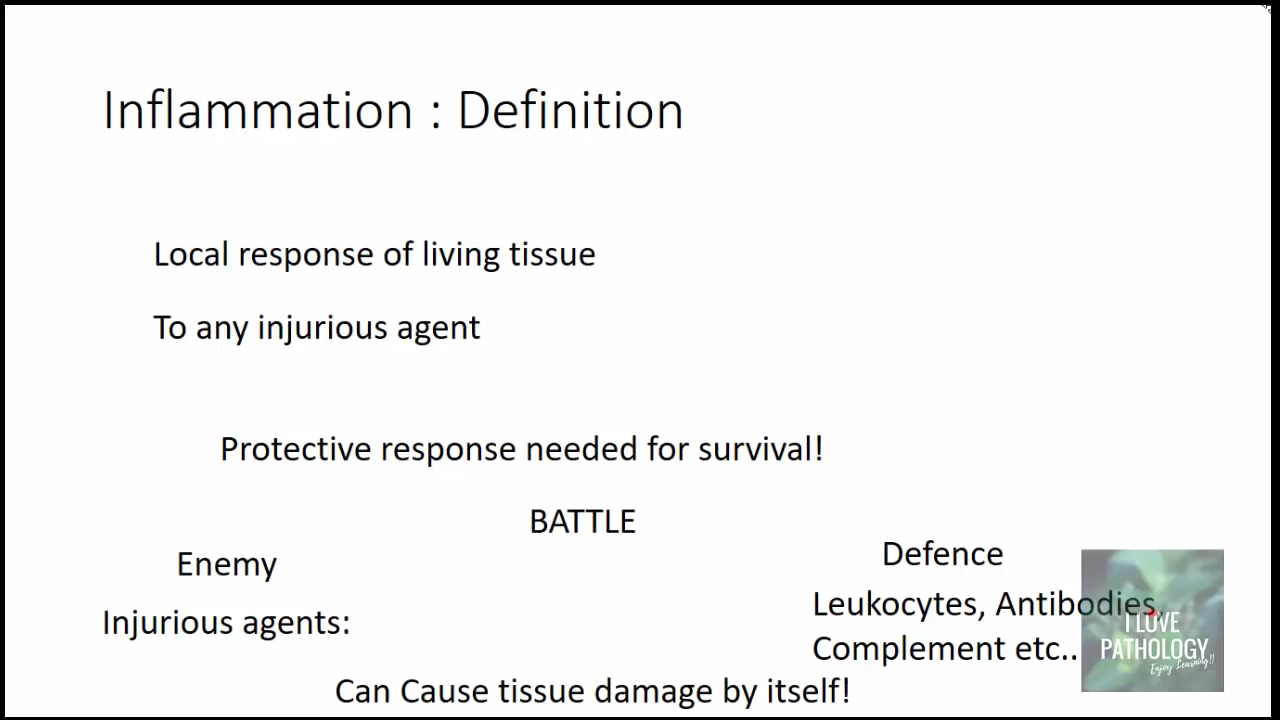 Inflammation : Definition
Local response of living tissue
To any injurious agent
Protective response needed for survival!
BATTLE
Enemy
Defence
Injurious agents:
Leukocytes, Antibodies,
Complement etc..
Can Cause tissue damage by itself!
I LOVE
PATHOLOGY
Enjoy Learning!!